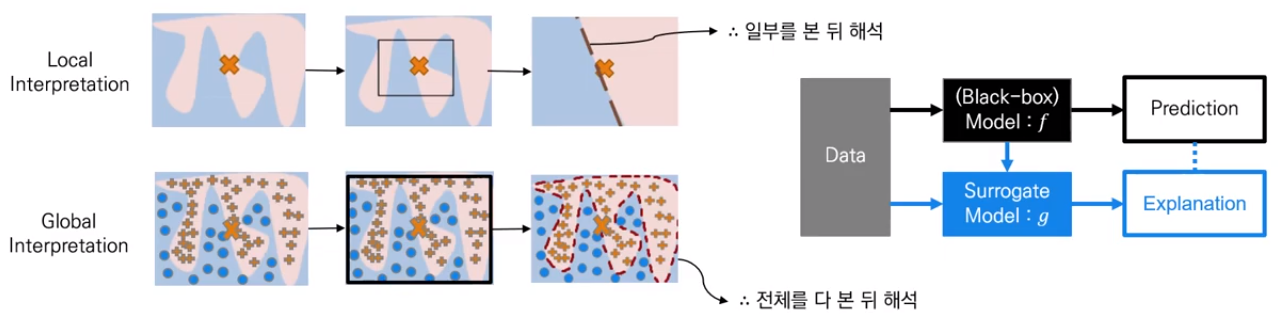 Local
Interpretation
∴ 일부를 본 뒤 해석
Global
Interpretation
∴ 전체를 다 본 뒤 해석
Data
(Black-box)
Model : f
Prediction
Surrogate
Model : g
Explanation